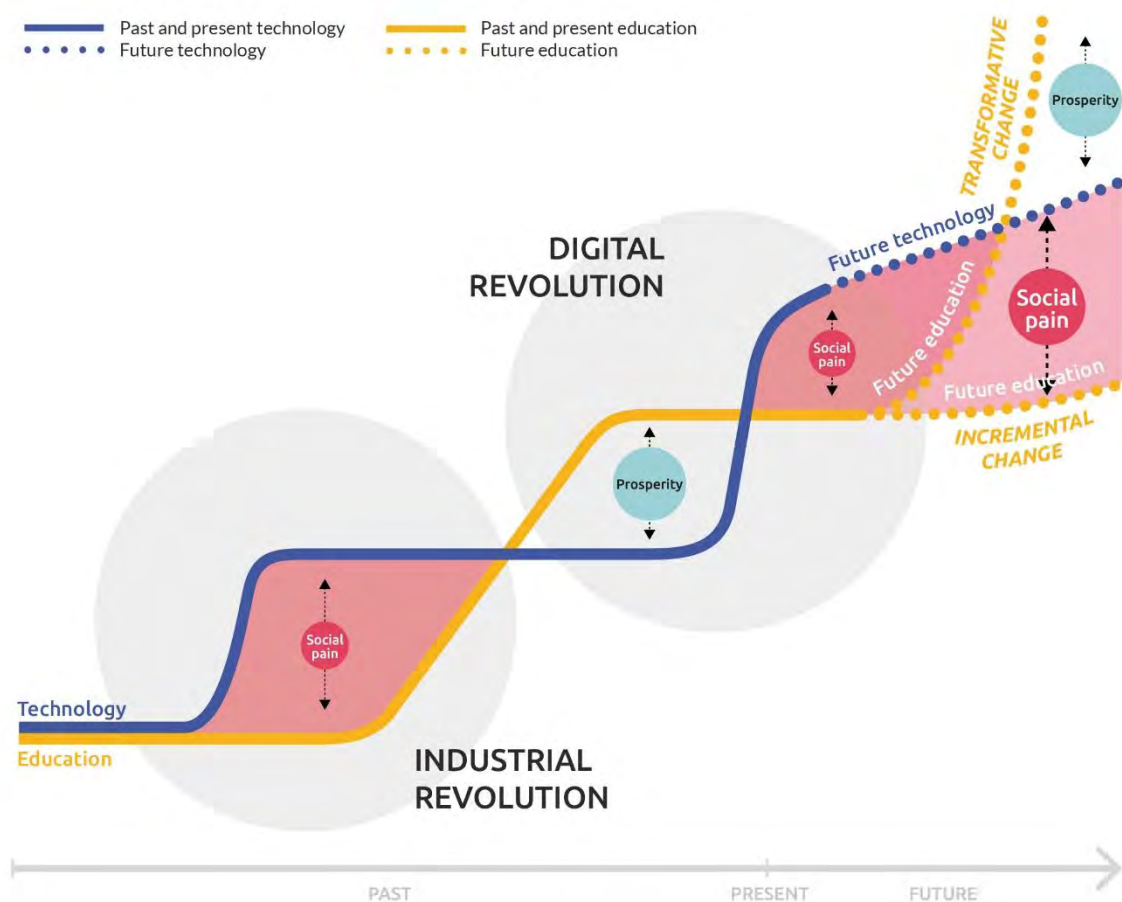 Past and present technology
Future technology
Past and present education
Future education
TRANSFORMATIVE
CHANGE
Prosperity
DIGITAL
REVOLUTION
Future technology
Social
pain
Social
pain
Future education
Future education
INCREMENTAL
CHANGE
Prosperity
Social
pain
Technology
Education
INDUSTRIAL
REVOLUTION
PAST
PRESENT
FUTURE